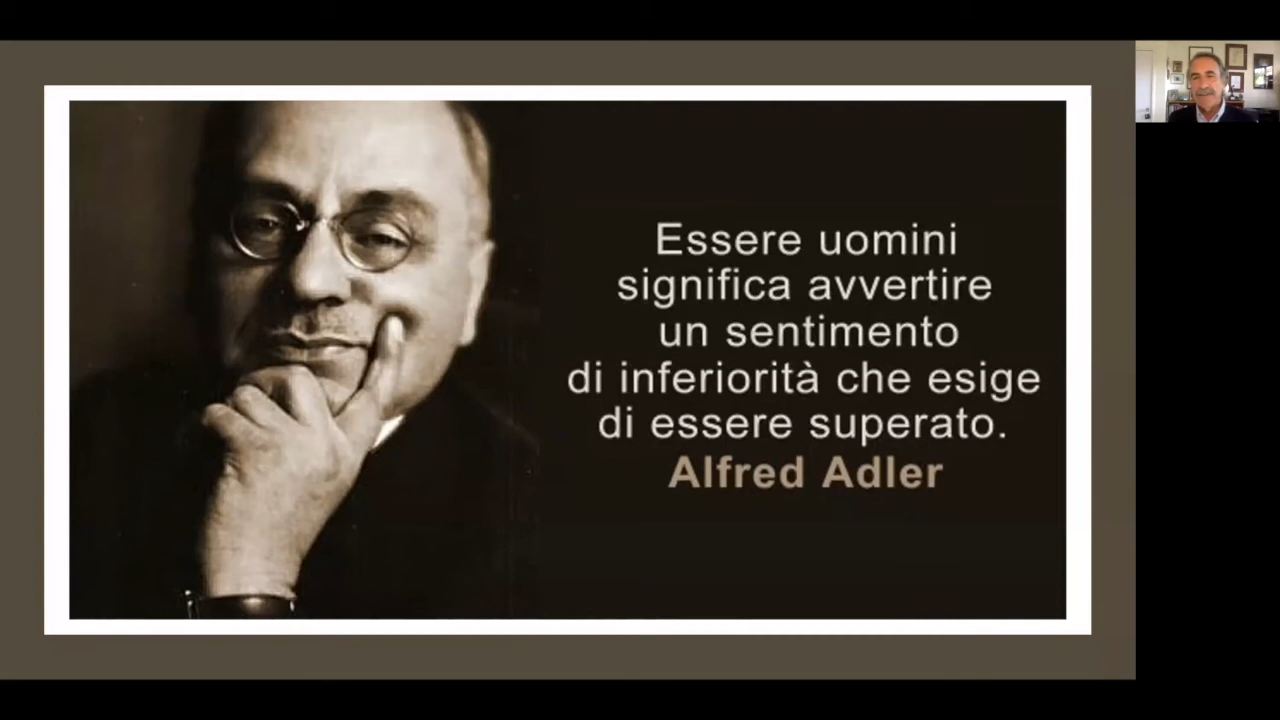 Essere uomini
significa avvertire
un sentimento
di inferiorità che esige
di essere superato.
Alfred Adler